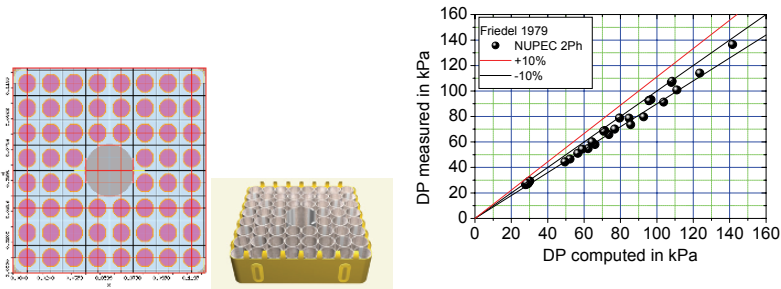 Friedel 1979
NUPEC 2Ph
+10%
-10%
160
140
120
100
80
60
40
20
0
0 20 40 60 80 100 120 140 160
DP measured in kPa
DP computed in kPa
x